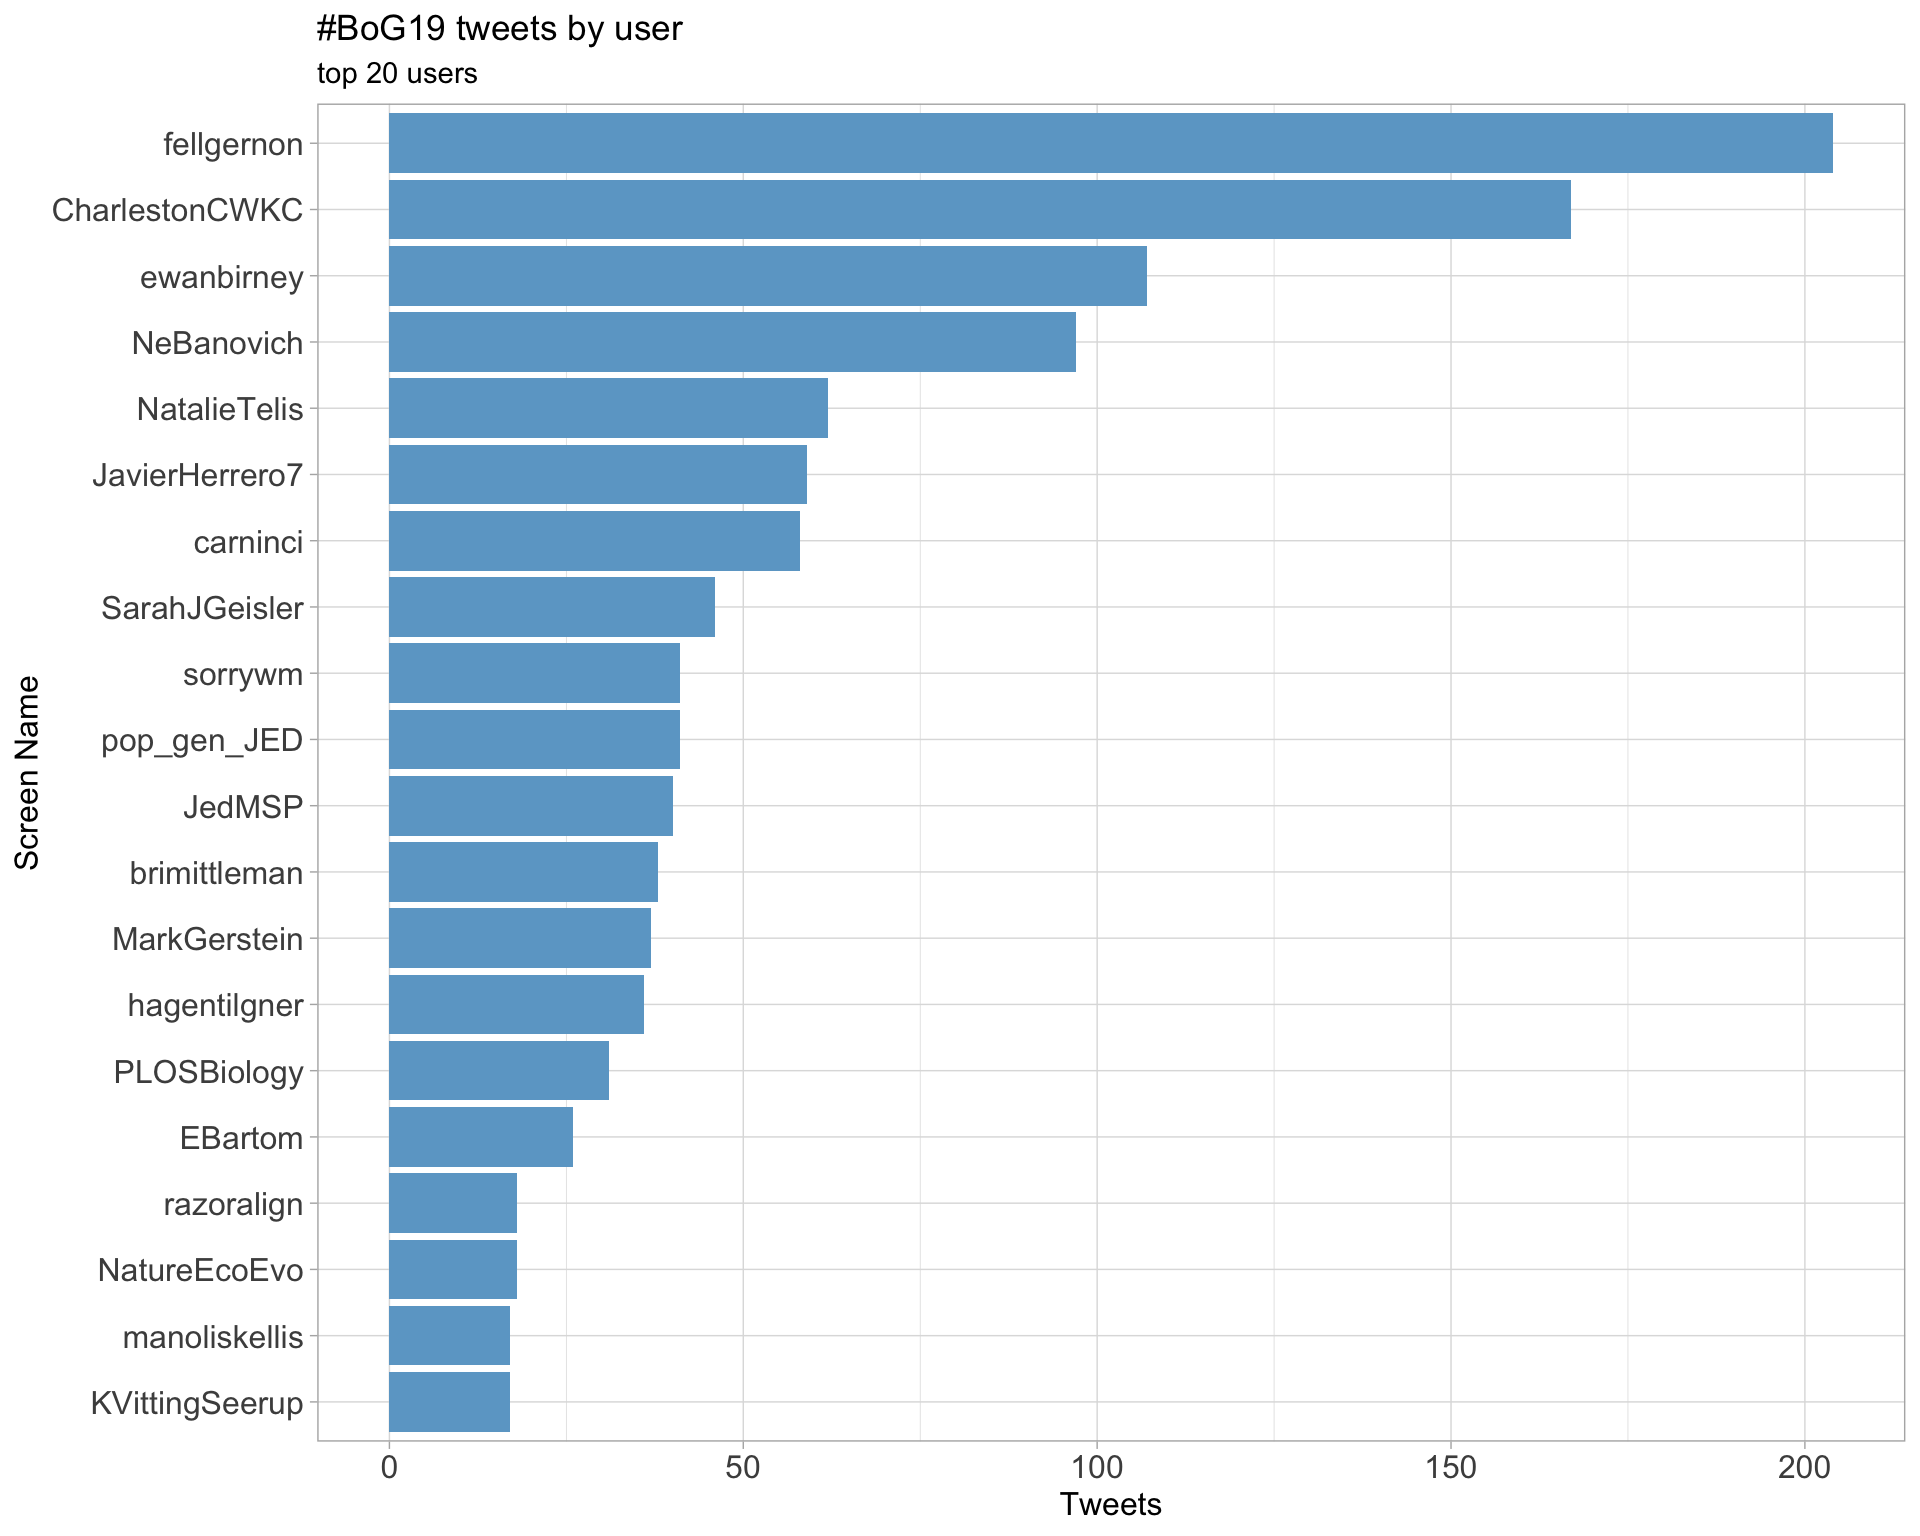 #BoG19 tweets by user
top 20 users
fellgernon
CharlestonCWKC
ewanbirney
NeBanovich
NatalieTelis
JavierHerrero7
carninci
SarahJGeisler
sorrywm
pop_gen_JED
JedMSP
brimittleman
MarkGerstein
hagentilgner
PLOSBiology
EBartom
razoralign
NatureEcoEvo
manoliskellis
KVittingSeerup
Screen Name
0 50 100 150 200
Tweets